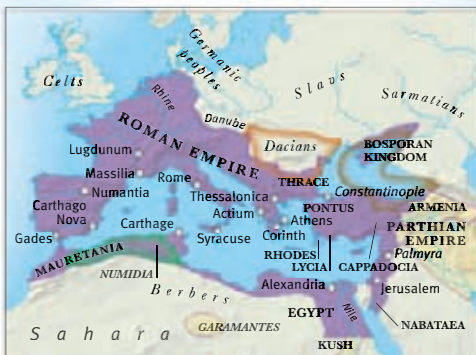 Germanic
peoples
Celts
Slavs
Sarmatians
Rhine
Danube
ROMAN EMPIRE
Dacians
BOSPORAN
KINGDOM
Lugdunum
Massilia
Rome
THRACE
Constantinople
Numantia
Thessalonica
PONTUS
ARMENIA
Carthago
Nova
Actium
Athens
PARTHIAN
EMPIRE
Gades
Carthage
Syracuse
Corinth
Palmyra
MAURETANIA
RHODES
LYCIA
CAPPADOCIA
NUMIDIA
Berbers
Alexandria
Jerusalem
EGYPT
Nile
NABATAEA
Sahara
GARAMANTES
KUSH